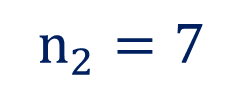 n₂ = 7